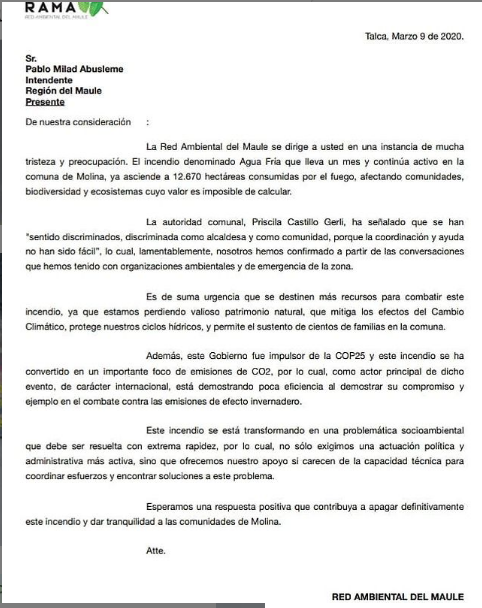 RAMA
RED AMBIENTAL DEL MAULE
Talca, Marzo 9 de 2020.
Sr.
Pablo Milad Abusleme
Intendente
Región del Maule
Presente
De nuestra consideración :
La Red Ambiental del Maule se dirige a usted en una instancia de mucha
tristeza y preocupación. El incendio denominado Agua Fría que lleva un mes y continúa activo en la
comuna de Molina, ya asciende a 12.670 hectáreas consumidas por el fuego, afectando comunidades,
biodiversidad y ecosistemas cuyo valor es imposible de calcular.
La autoridad comunal, Priscila Castillo Gerli, ha señalado que se han
"sentido discriminados, discriminada como alcaldesa y como comunidad, porque la coordinación y ayuda
no han sido fácil", lo cual, lamentablemente, nosotros hemos confirmado a partir de las conversaciones
que hemos tenido con organizaciones ambientales y de emergencia de la zona.
Es de suma urgencia que se destinen más recursos para combatir este
incendio, ya que estamos perdiendo valioso patrimonio natural, que mitiga los efectos del Cambio
Climático, protege nuestros ciclos hídricos, y permite el sustento de cientos de familias en la comuna.
Además, este Gobierno fue impulsor de la COP25 y este incendio se ha
convertido en un importante foco de emisiones de CO2, por lo cual, como actor principal de dicho
evento, de carácter internacional, está demostrando poca eficiencia al demostrar su compromiso y
ejemplo en el combate contra las emisiones de efecto invernadero.
Este incendio se está transformando en una problemática socioambiental
que debe ser resuelta con extrema rapidez, por lo cual, no sólo exigimos una actuación política y
administrativa más activa, sino que ofrecemos nuestro apoyo si carecen de la capacidad técnica para
coordinar esfuerzos y encontrar soluciones a este problema.
Esperamos una respuesta positiva que contribuya a apagar definitivamente
este incendio y dar tranquilidad a las comunidades de Molina.
Atte.
RED AMBIENTAL DEL MAULE